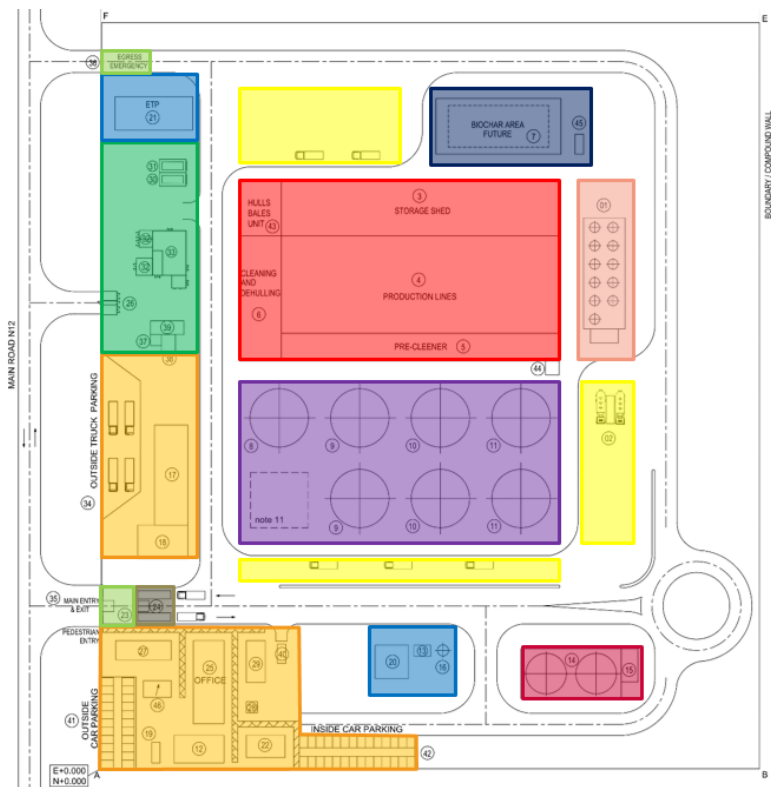 F
E
EGRESS
EMERGENCY
36
ETP
21
BIOCHAR AREA
FUTURE
7
45
BOUNDARY / COMPOUND WALL
31
30
HULLS
BALES
UNIT
43
3
STORAGE SHED
01
33
32
CLEANING
AND
DEHULLING
6
4
PRODUCTION LINES
26
39
37
38
PRE-CLEENER
5
44
MAIN ROAD N12
OUTSIDE TRUCK PARKING
34
17
18
8
9
10
11
02
note 11
9
10
11
35
MAIN ENTRY
& EXIT
23
24
PEDESTRIAN
ENTRY
27
25
OFFICE
29
40
20
13
16
14
15
46
28
41
OUTSIDE
CAR PARKING
19
12
22
INSIDE CAR PARKING
42
E+0.000
N+0.000
A
B